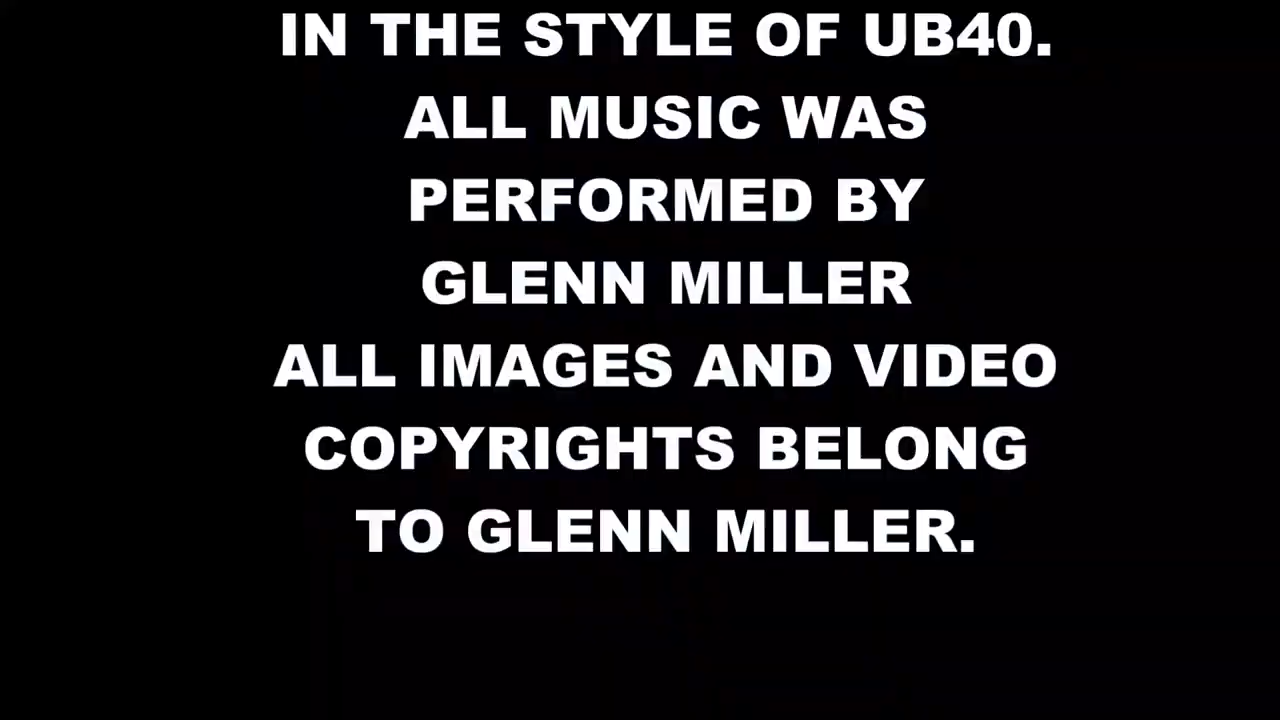 IN THE STYLE OF UB40.
ALL MUSIC WAS
PERFORMED BY
GLENN MILLER
ALL IMAGES AND VIDEO
COPYRIGHTS BELONG
TO GLENN MILLER.